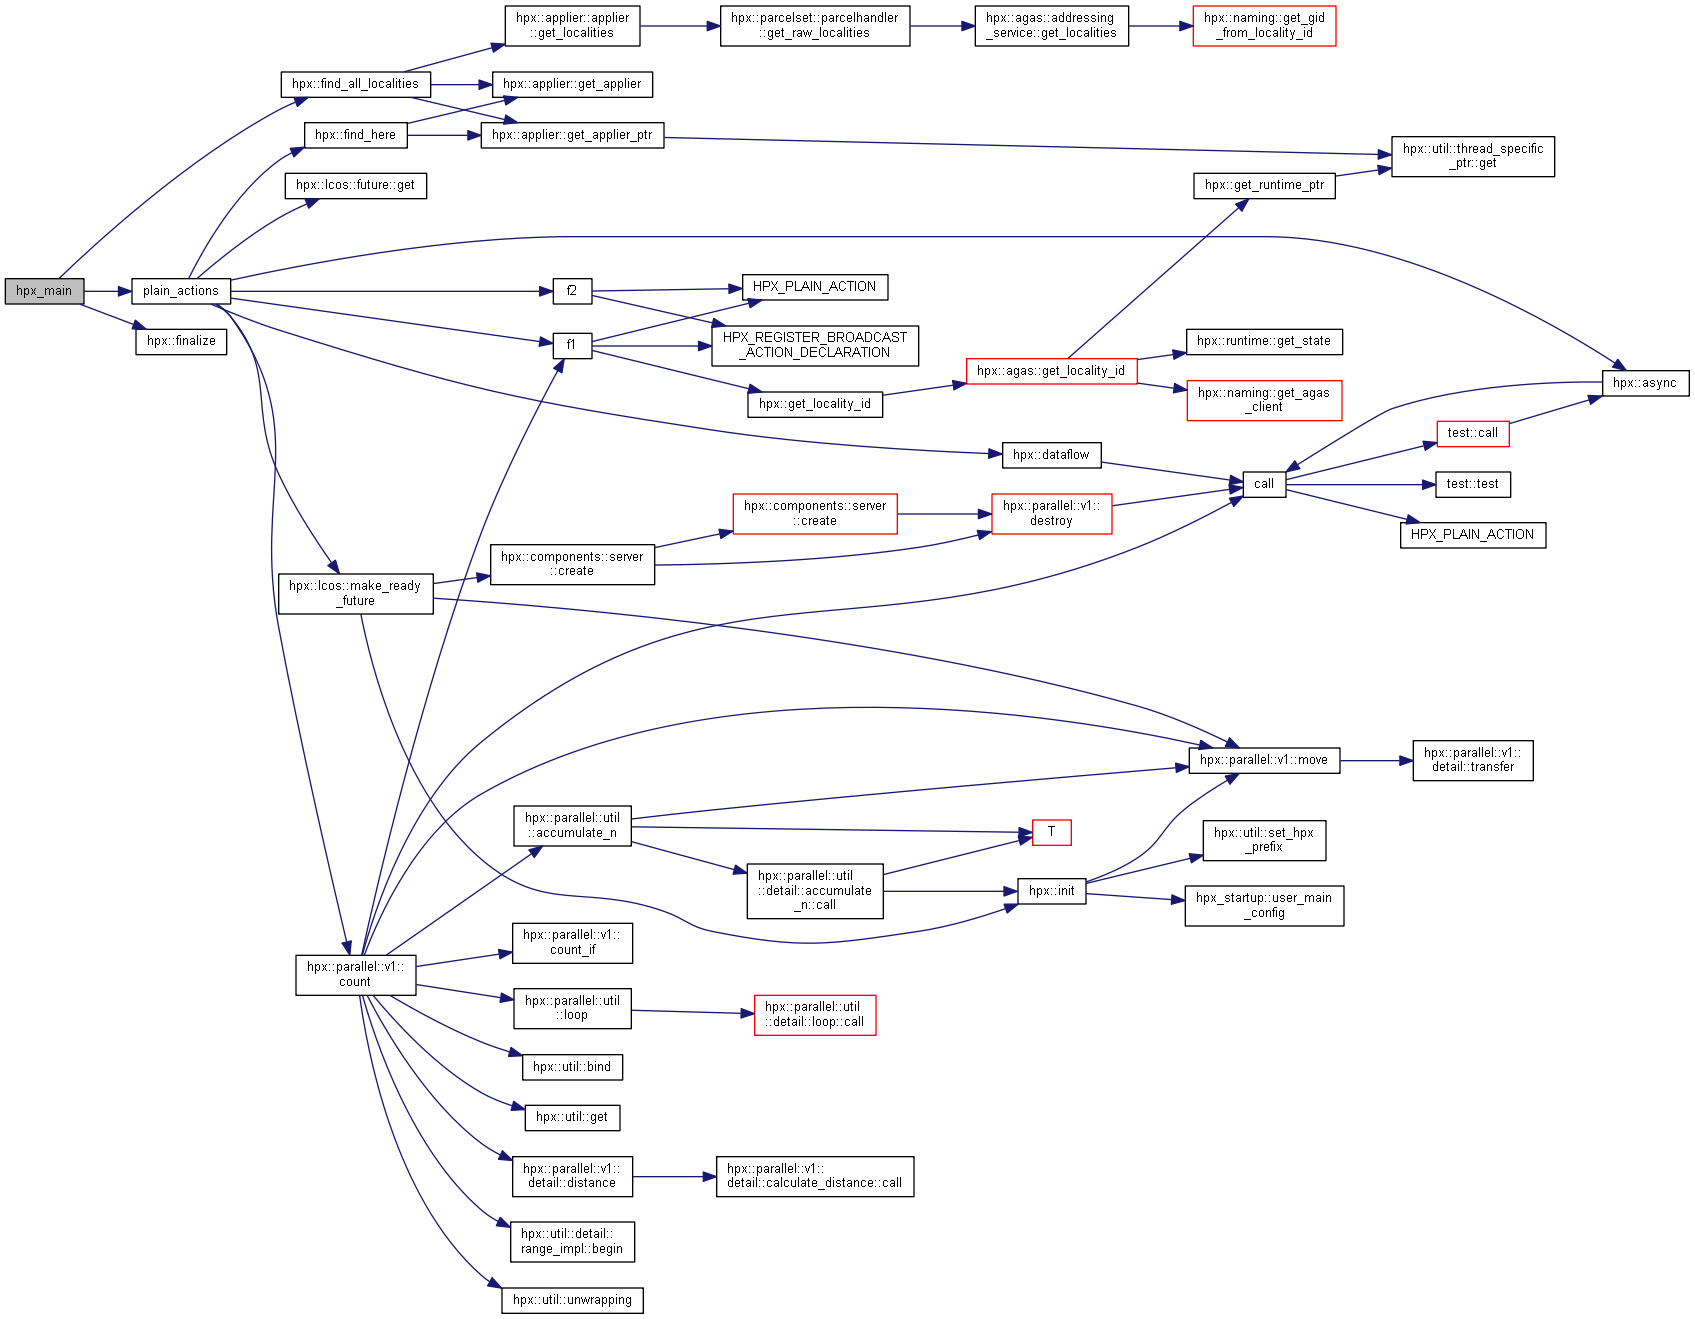 hpx::applier::applier
::get_localities
hpx::parcelset::parcelhandler
::get_raw_localities
hpx::agas::addressing
_service::get_localities
hpx::naming::get_gid
_from_locality_id
hpx::find_all_localities
hpx::applier::get_applier
hpx::find_here
hpx::applier::get_applier_ptr
hpx::util::thread_specific
_ptr::get
hpx::lcos::future::get
hpx::get_runtime_ptr
hpx_main
plain_actions
hpx::finalize
f2
HPX_PLAIN_ACTION
f1
HPX_REGISTER_BROADCAST
_ACTION_DECLARATION
hpx::get_locality_id
hpx::agas::get_locality_id
hpx::runtime::get_state
hpx::naming::get_agas
_client
hpx::async
test::call
hpx::dataflow
call
test::test
HPX_PLAIN_ACTION
hpx::components::server
::create
hpx::parallel::v1::
destroy
hpx::components::server
::create
hpx::lcos::make_ready
_future
hpx::parallel::v1::move
hpx::parallel::v1::
detail::transfer
hpx::parallel::util
::accumulate_n
T
hpx::util::set_hpx
_prefix
hpx::parallel::util
::detail::accumulate
_n::call
hpx::init
hpx_startup::user_main
_config
hpx::parallel::v1::
count
hpx::parallel::v1::
count_if
hpx::parallel::util
::loop
hpx::parallel::util
::detail::loop::call
hpx::util::bind
hpx::util::get
hpx::parallel::v1::
detail::distance
hpx::parallel::v1::
detail::calculate_distance::call
hpx::util::detail::
range_impl::begin
hpx::util::unwrapping